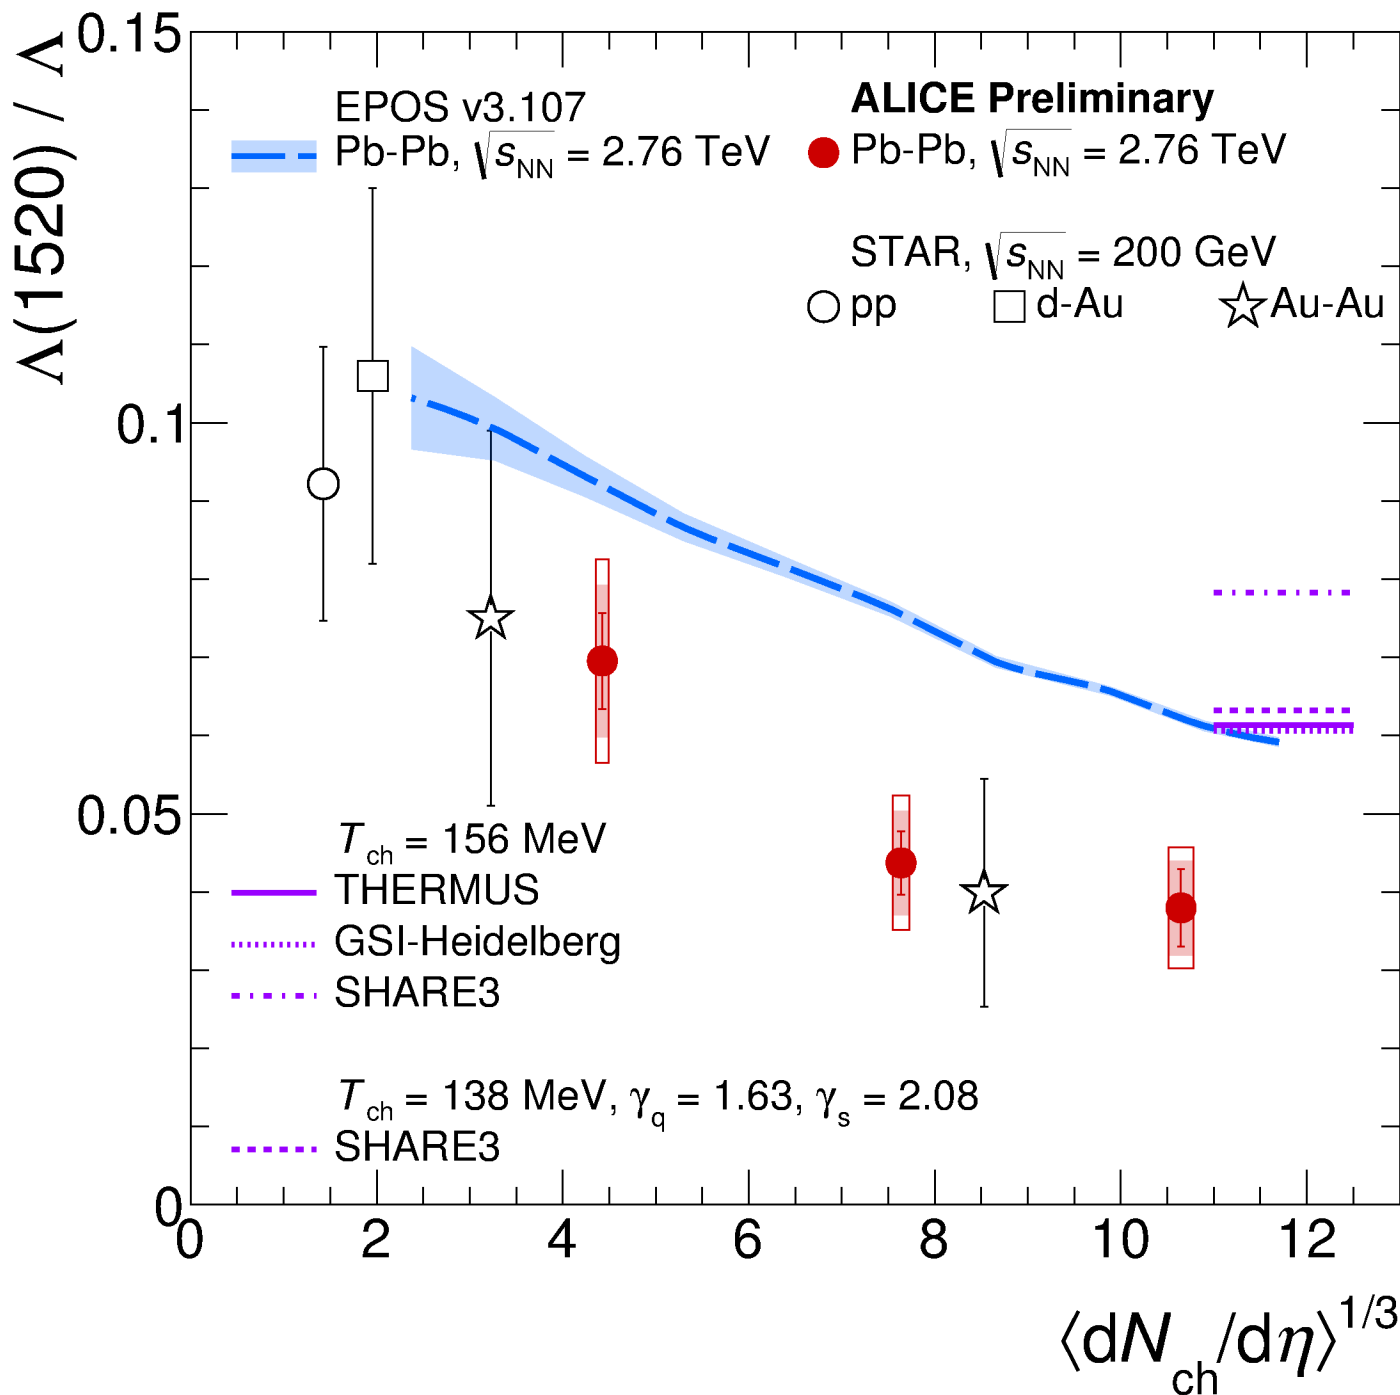 Λ(1520) / Λ
0.15
0.1
0.05
0
EPOS v3.107
Pb-Pb, √sNN = 2.76 TeV
ALICE Preliminary
Pb-Pb, √sNN = 2.76 TeV
STAR, √sNN = 200 GeV
pp d-Au Au-Au
Tch = 156 MeV
THERMUS
GSI-Heidelberg
SHARE3
Tch = 138 MeV, γq = 1.63, γs = 2.08
SHARE3
0 2 4 6 8 10 12
⟨dNch/dη⟩1/3